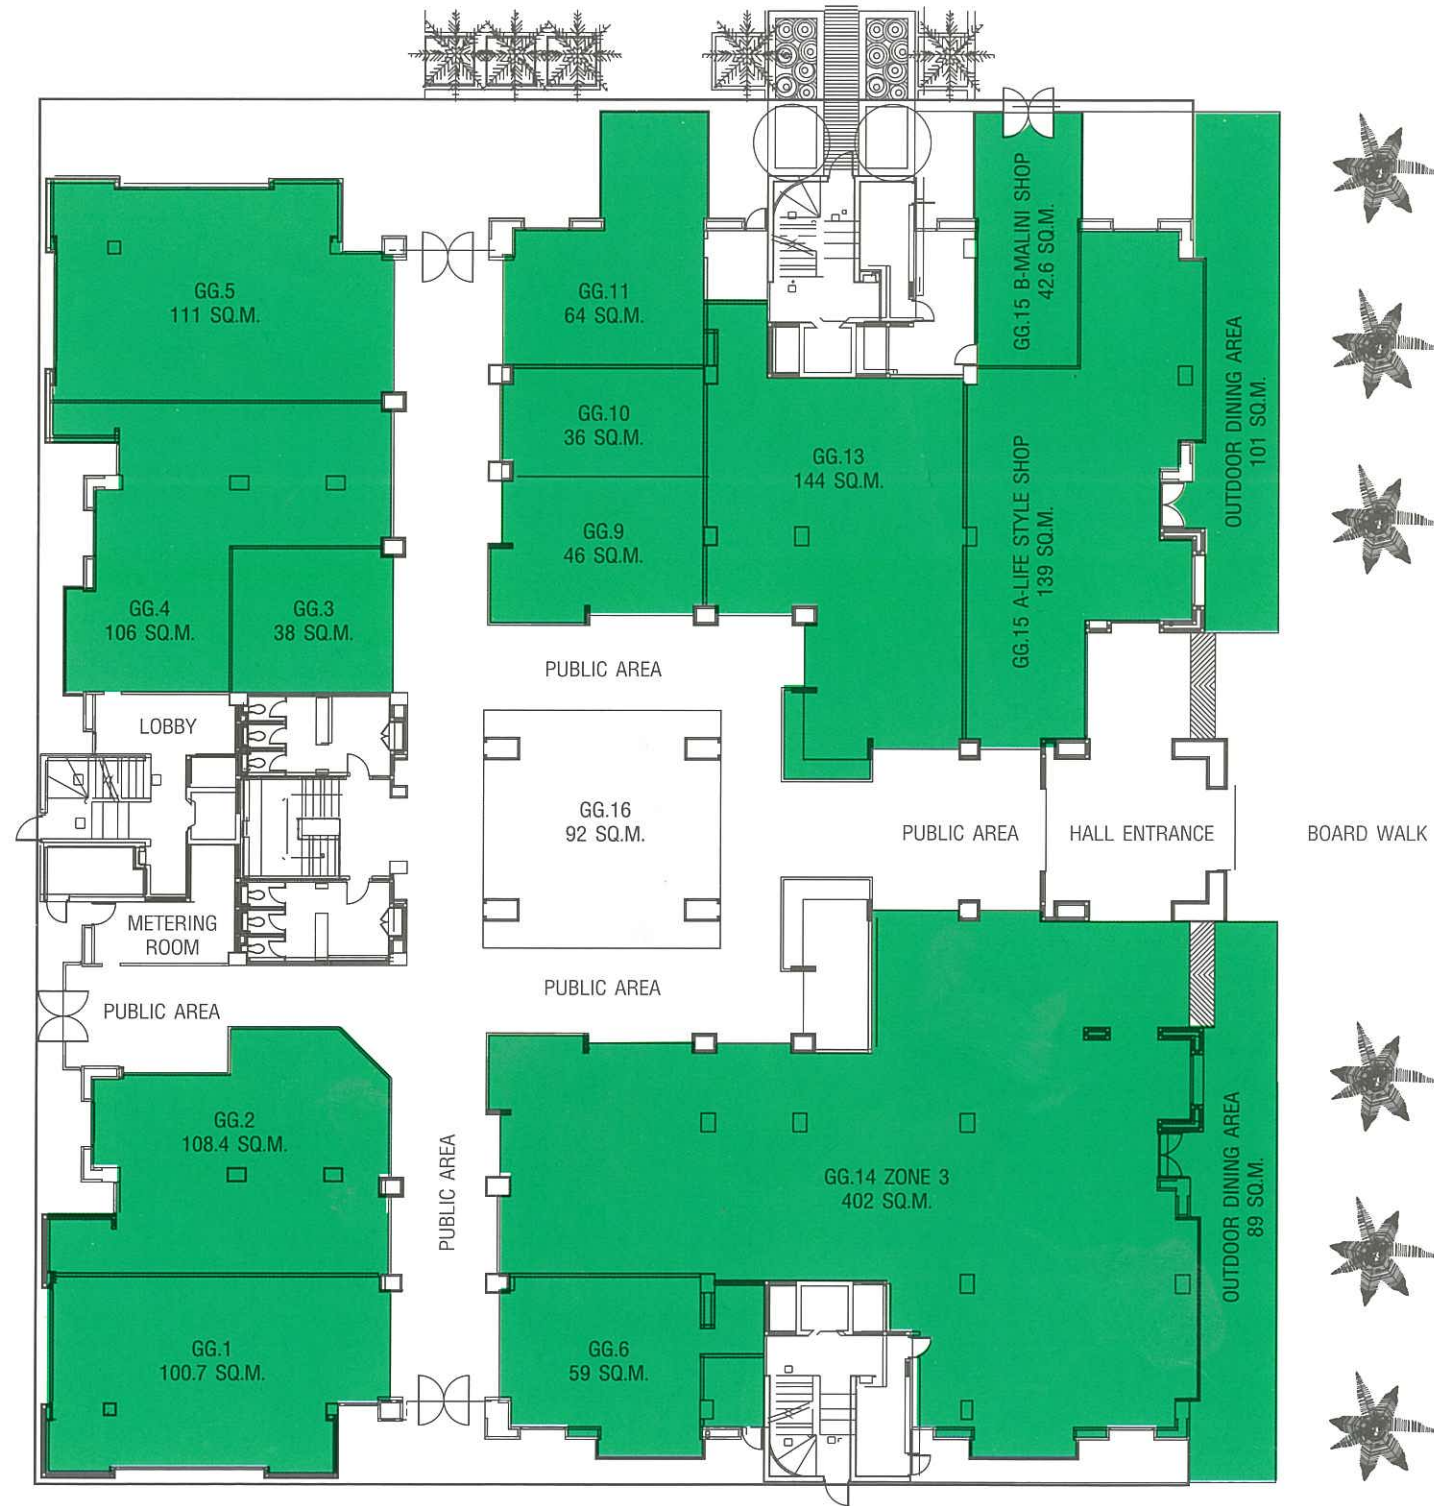 GG.5
111 SQ.M.
GG.11
64 SQ.M.
GG.15 B-MALINI SHOP
42.6 SQ.M.
OUTDOOR DINING AREA
101 SQ.M.
GG.10
36 SQ.M.
GG.13
144 SQ.M.
GG.15 A-LIFE STYLE SHOP
139 SQ.M.
GG.9
46 SQ.M.
GG.4
106 SQ.M.
GG.3
38 SQ.M.
PUBLIC AREA
LOBBY
GG.16
92 SQ.M.
PUBLIC AREA
HALL ENTRANCE
BOARD WALK
METERING
ROOM
PUBLIC AREA
PUBLIC AREA
GG.2
108.4 SQ.M.
PUBLIC AREA
GG.14 ZONE 3
402 SQ.M.
OUTDOOR DINING AREA
89 SQ.M.
GG.1
100.7 SQ.M.
GG.6
59 SQ.M.